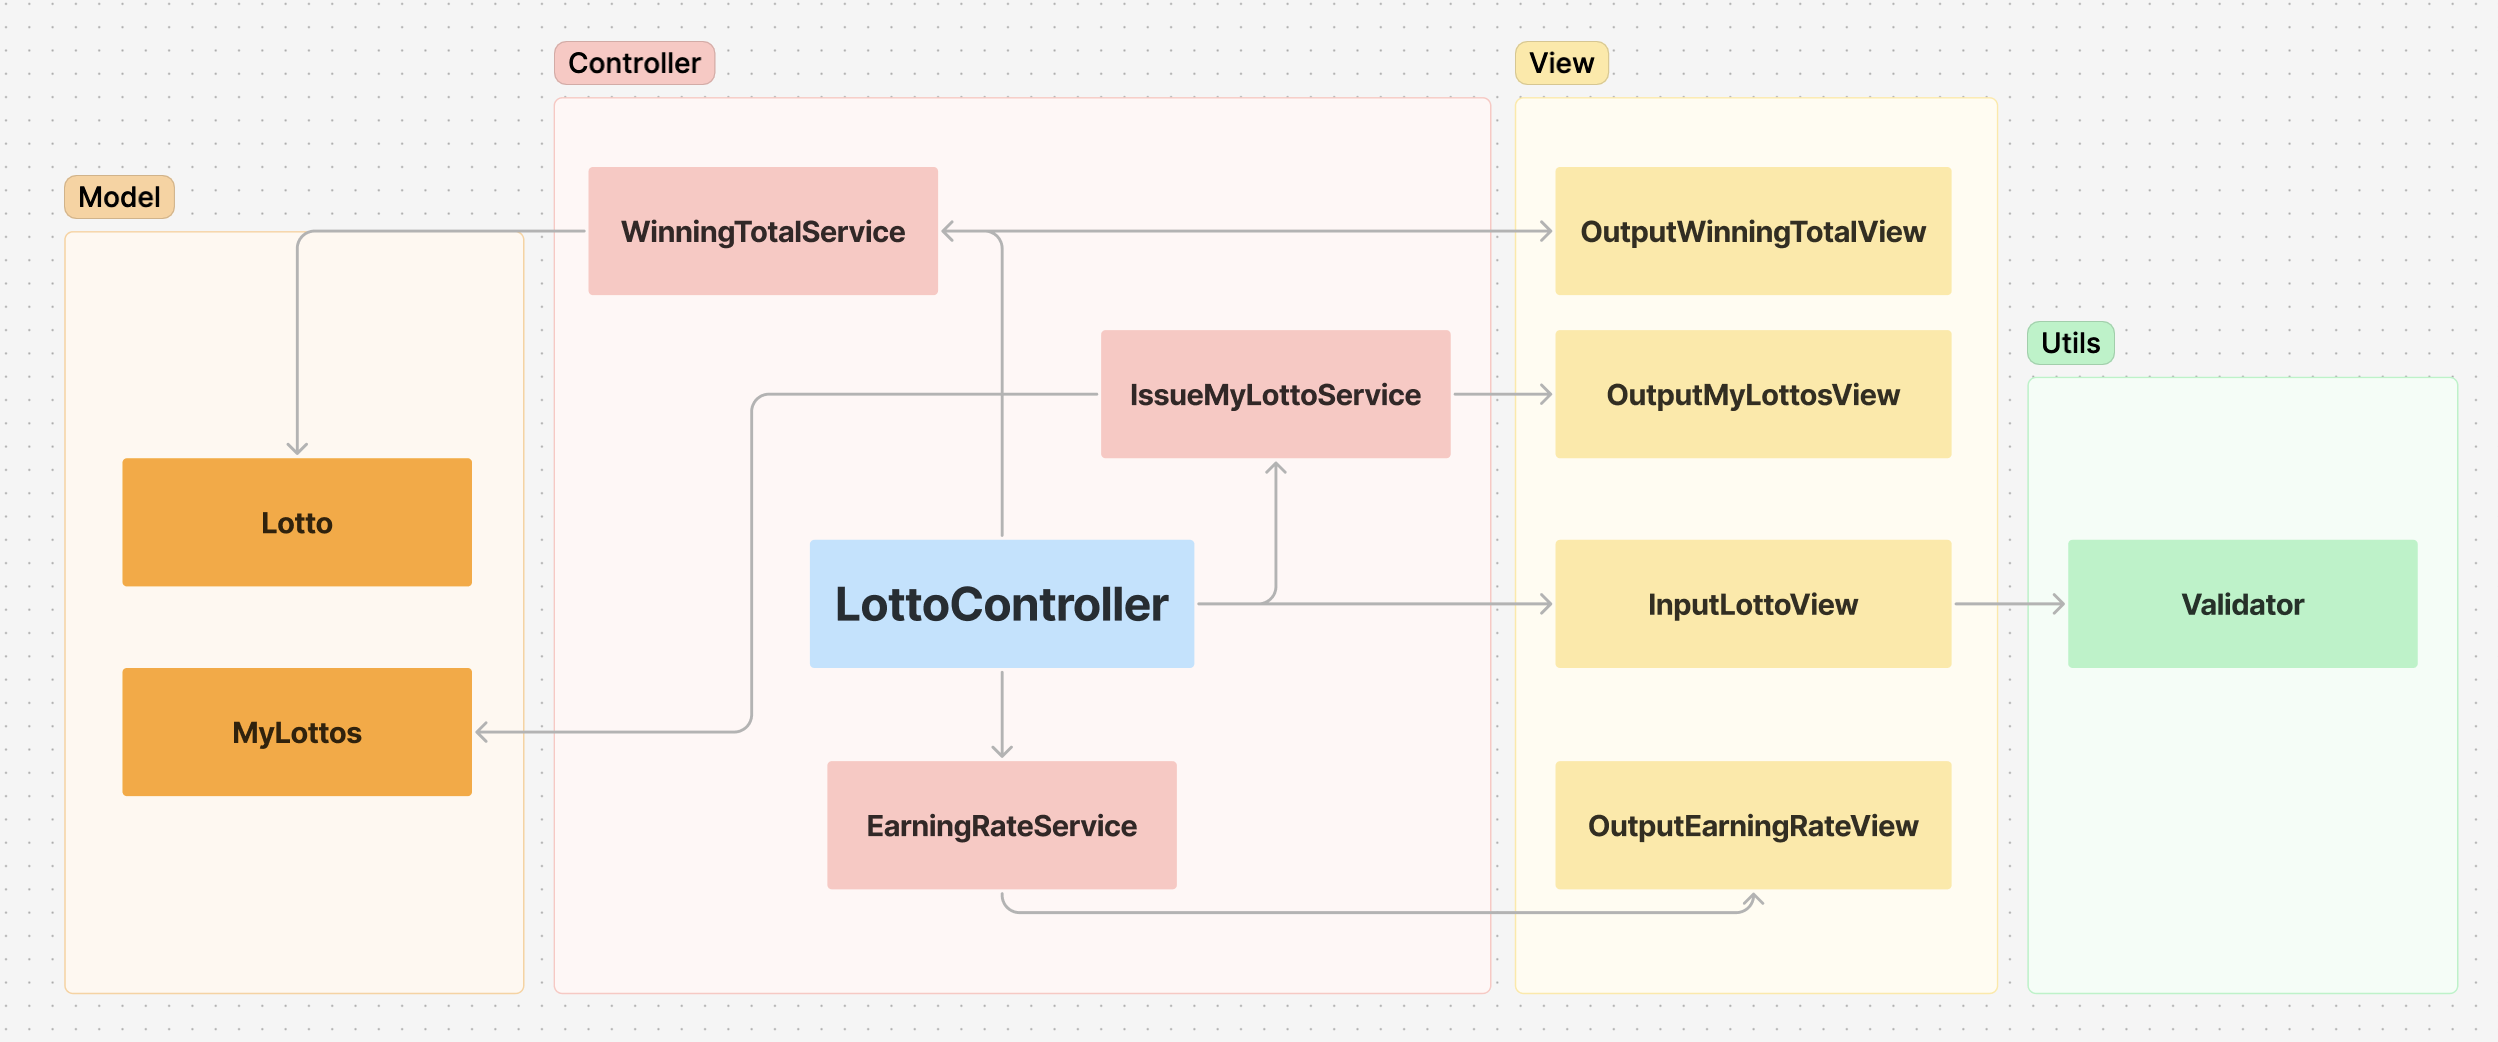 Controller
View
Model
WinningTotalService
OutputWinningTotalView
Utils
IssueMyLottoService
OutputMyLottosView
Lotto
LottoController
InputLottoView
Validator
MyLottos
EarningRateService
OutputEarningRateView